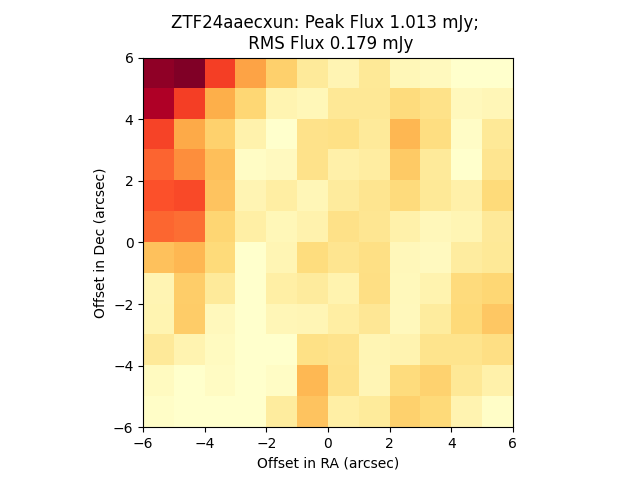 ZTF24aaecxun: Peak Flux 1.013 mJy;
RMS Flux 0.179 mJy
6
4
2
0
−2
−4
−6
Offset in Dec (arcsec)
−6 −4 −2 0 2 4 6
Offset in RA (arcsec)